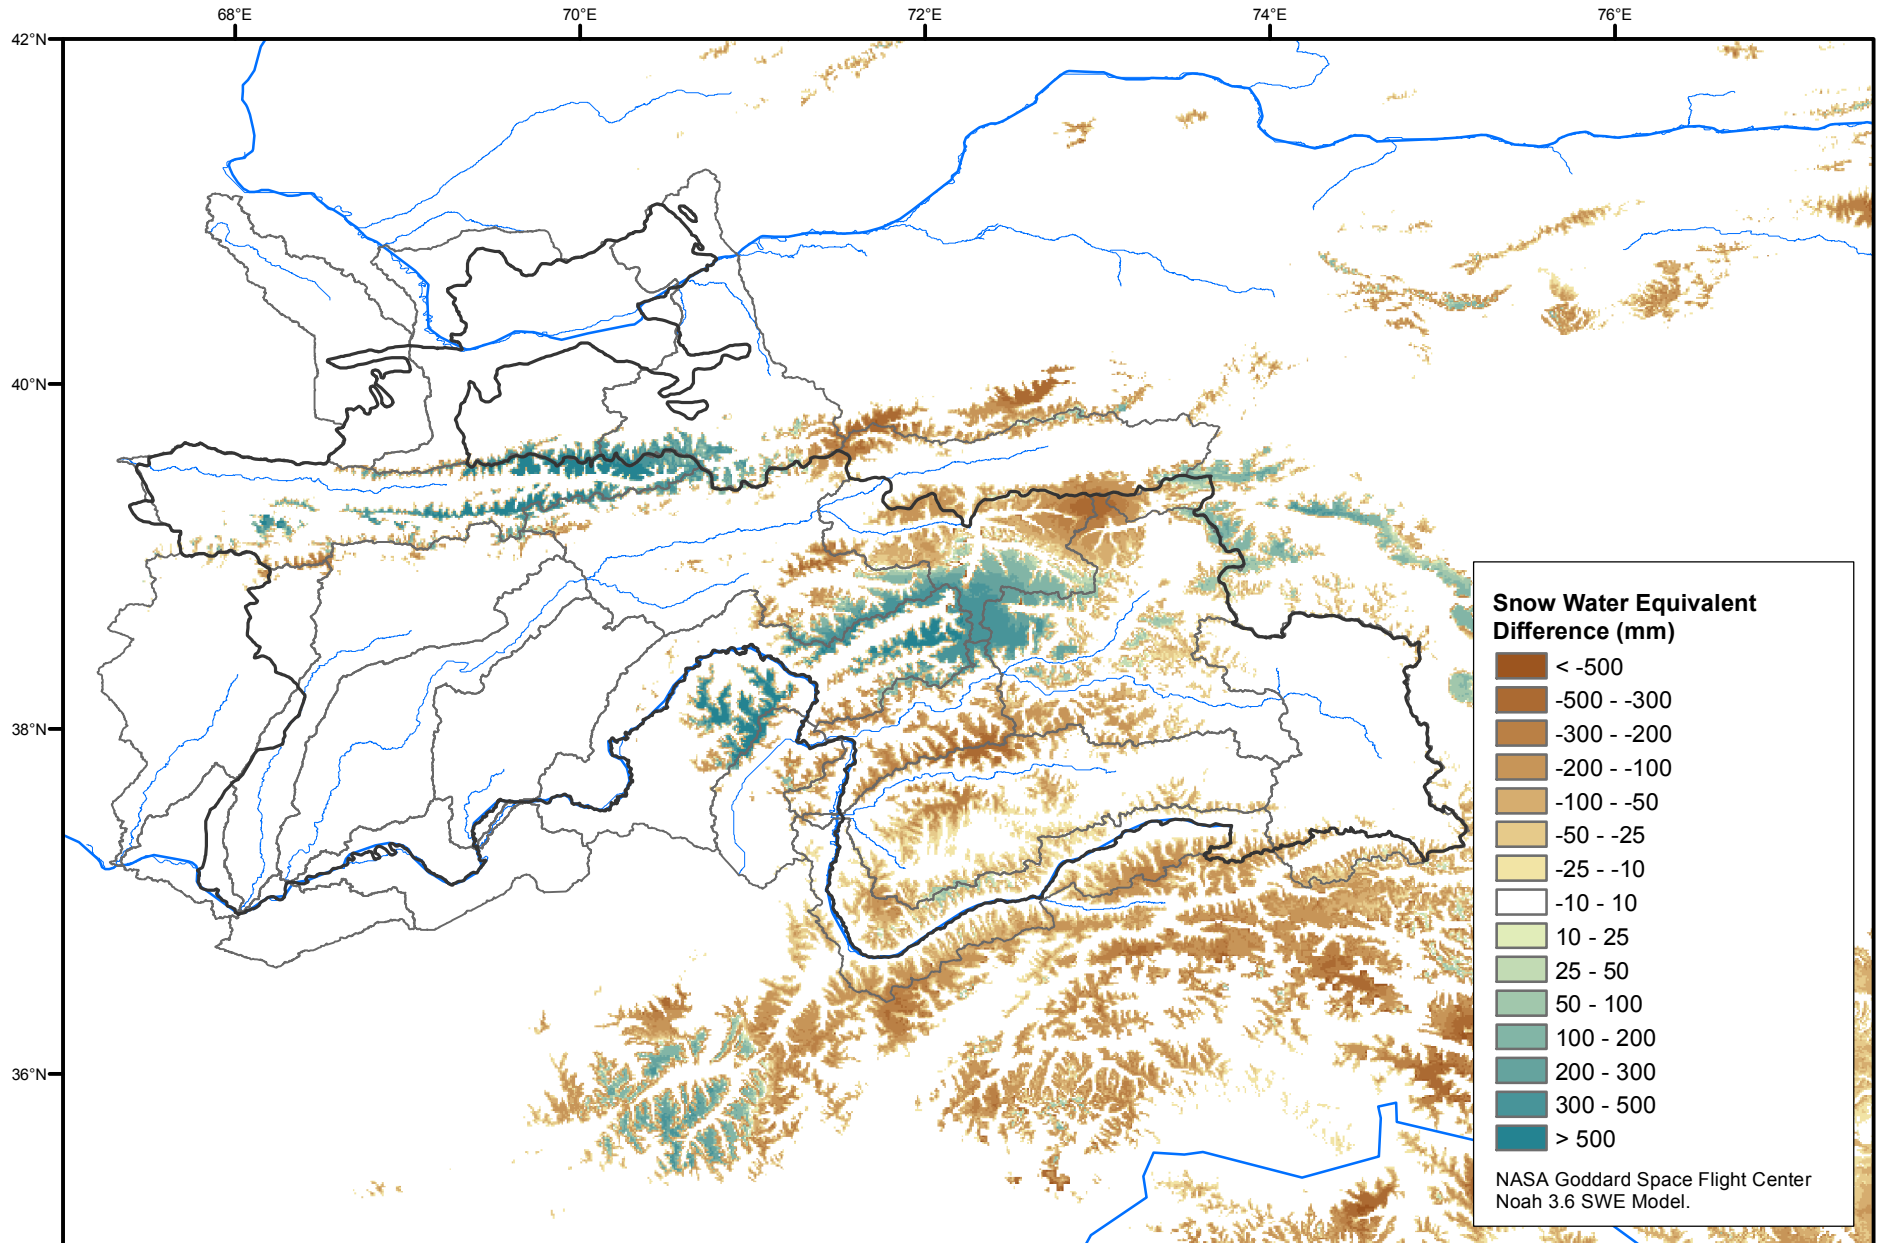 68°E
70°E
72°E
74°E
76°E
42°N
40°N
38°N
36°N
Snow Water Equivalent
Difference (mm)
< -500
-500 - -300
-300 - -200
-200 - -100
-100 - -50
-50 - -25
-25 - -10
-10 - 10
10 - 25
25 - 50
50 - 100
100 - 200
200 - 300
300 - 500
> 500
NASA Goddard Space Flight Center
Noah 3.6 SWE Model.